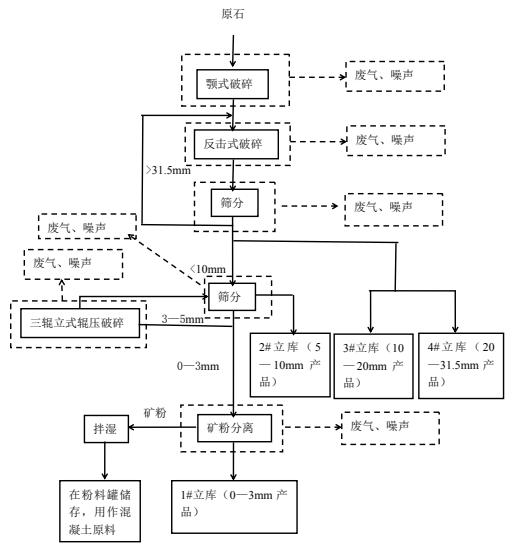 原石
颚式破碎
废气、噪声
反击式破碎
废气、噪声
>31.5mm
筛分
废气、噪声
废气、噪声
废气、噪声
<10mm
筛分
三辊立式辊压破碎
3—5mm
2#立库（5
—10mm 产
品）
3#立库（10
—20mm 产
品）
4#立库（20
—31.5mm 产
品）
0—3mm
矿粉
拌湿
矿粉分离
废气、噪声
在粉料罐储
存，用作混
凝土原料
1#立库（0—3mm 产
品）